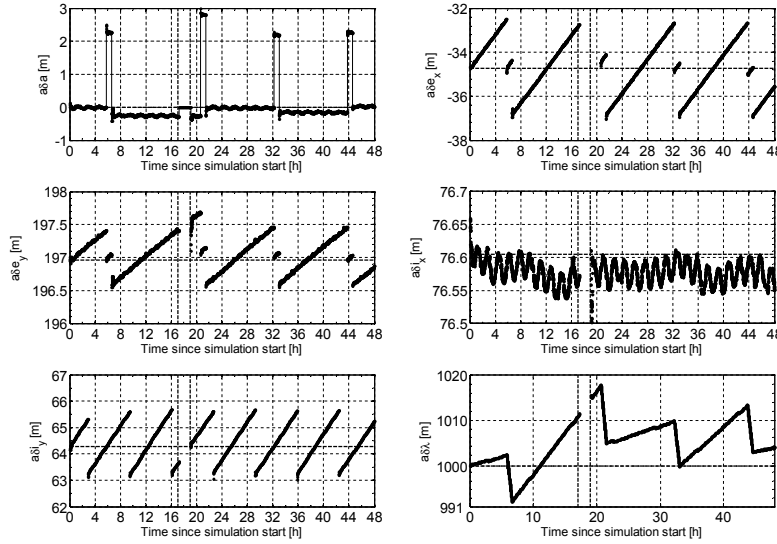 3
2
1
0
-1
aδa [m]
0 4 8 12 16 20 24 28 32 36 40 44 48
Time since simulation start [h]
-32
-34
-36
-38
aδe_x [m]
0 4 8 12 16 20 24 28 32 36 40 44 48
Time since simulation start [h]
198
197.5
197
196.5
196
aδe_y [m]
0 4 8 12 16 20 24 28 32 36 40 44 48
Time since simulation start [h]
76.7
76.65
76.6
76.55
76.5
aδi_x [m]
0 4 8 12 16 20 24 28 32 36 40 44 48
Time since simulation start [h]
67
66
65
64
63
62
aδi_y [m]
0 4 8 12 16 20 24 28 32 36 40 44 48
Time since simulation start [h]
1020
1010
1000
991
aδλ [m]
0 10 20 30 40
Time since simulation start [h]